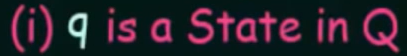 (i) q is a State in Q